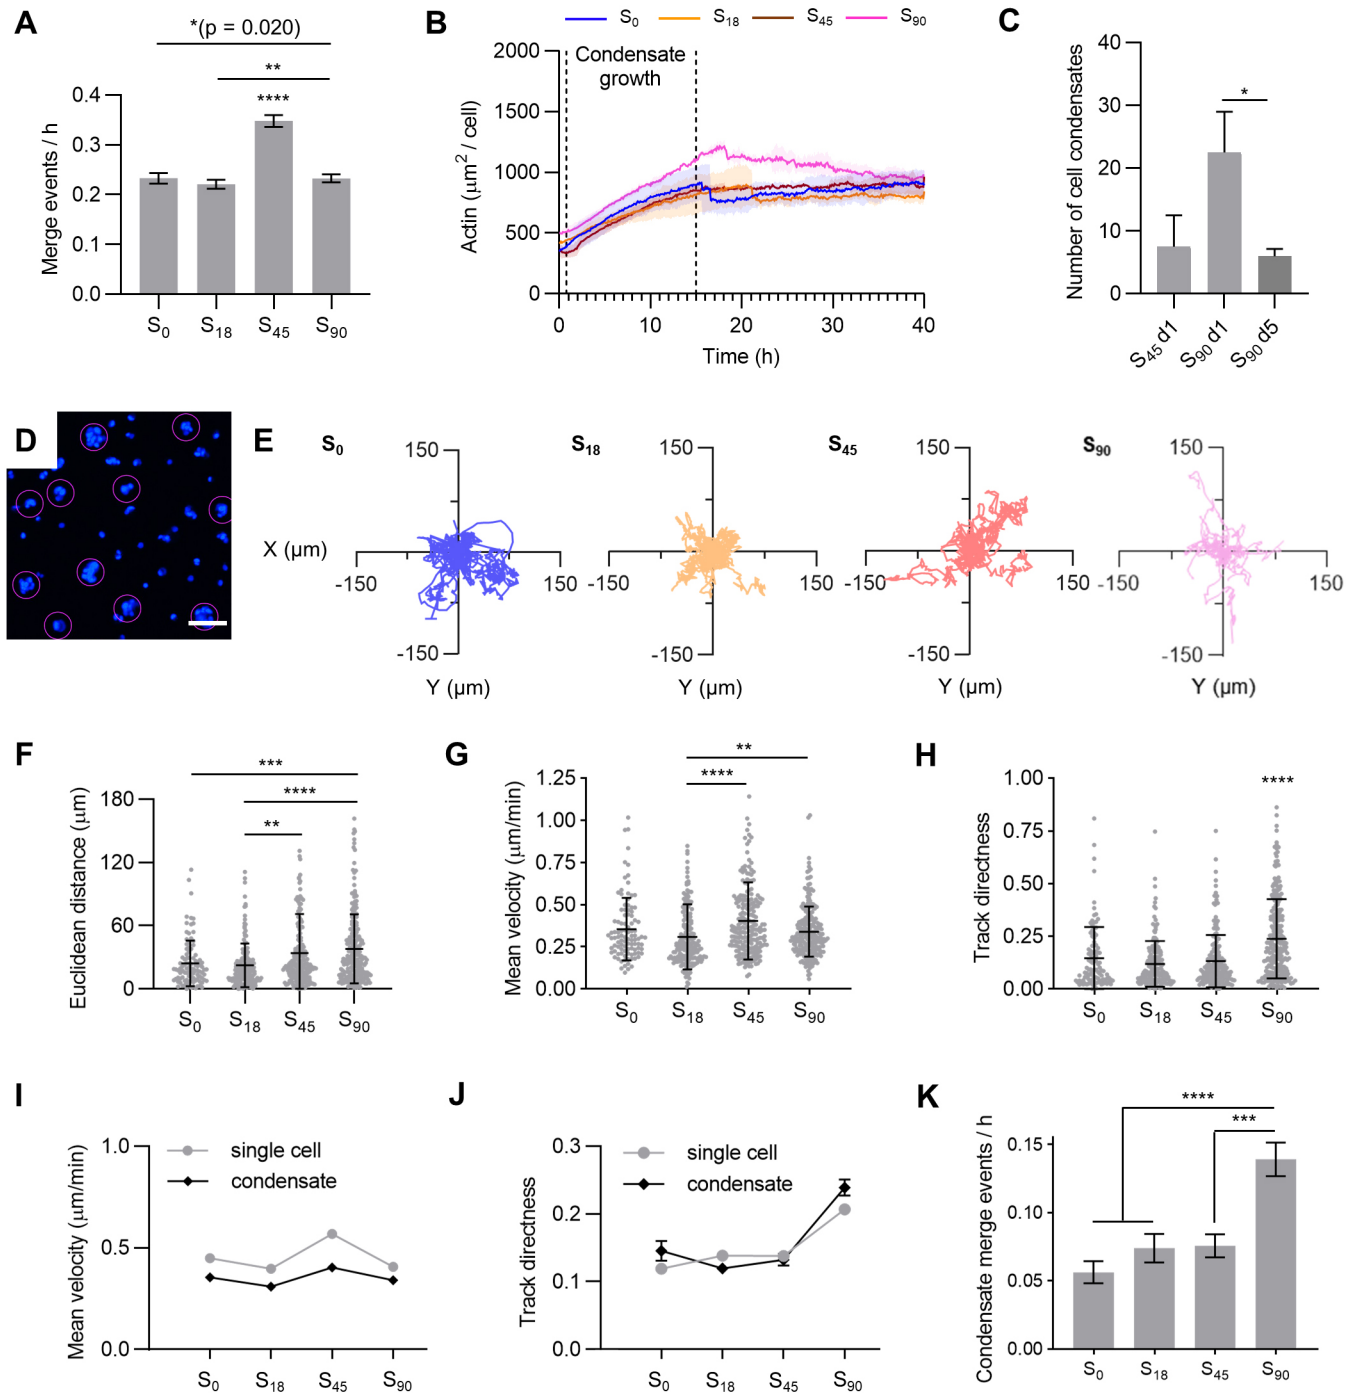 A
*(p = 0.020)
**
****
Merge events / h
0.4
0.3
0.2
0.1
0.0
S0 S18 S45 S90
B
S0 S18 S45 S90
Condensate
growth
Actin (μm² / cell)
2000
1500
1000
500
0
0 10 20 30 40
Time (h)
C
*
Number of cell condensates
40
30
20
10
0
S45 d1 S90 d1 S90 d5
D
E
S0
150
X (μm)
-150 150
-150
Y (μm)
S18
150
-150 150
-150
Y (μm)
S45
150
-150 150
-150
Y (μm)
S90
150
-150 150
-150
Y (μm)
F
***
****
**
Euclidean distance (μm)
180
120
60
0
S0 S18 S45 S90
G
**
****
Mean velocity (μm/min)
1.25
1.00
0.75
0.50
0.25
0.00
S0 S18 S45 S90
H
****
Track directness
1.00
0.75
0.50
0.25
0.00
S0 S18 S45 S90
I
single cell
condensate
Mean velocity (μm/min)
1.0
0.5
0.0
S0 S18 S45 S90
J
single cell
condensate
Track directness
0.3
0.2
0.1
0.0
S0 S18 S45 S90
K
****
***
Condensate merge events / h
0.15
0.10
0.05
0.00
S0 S18 S45 S90